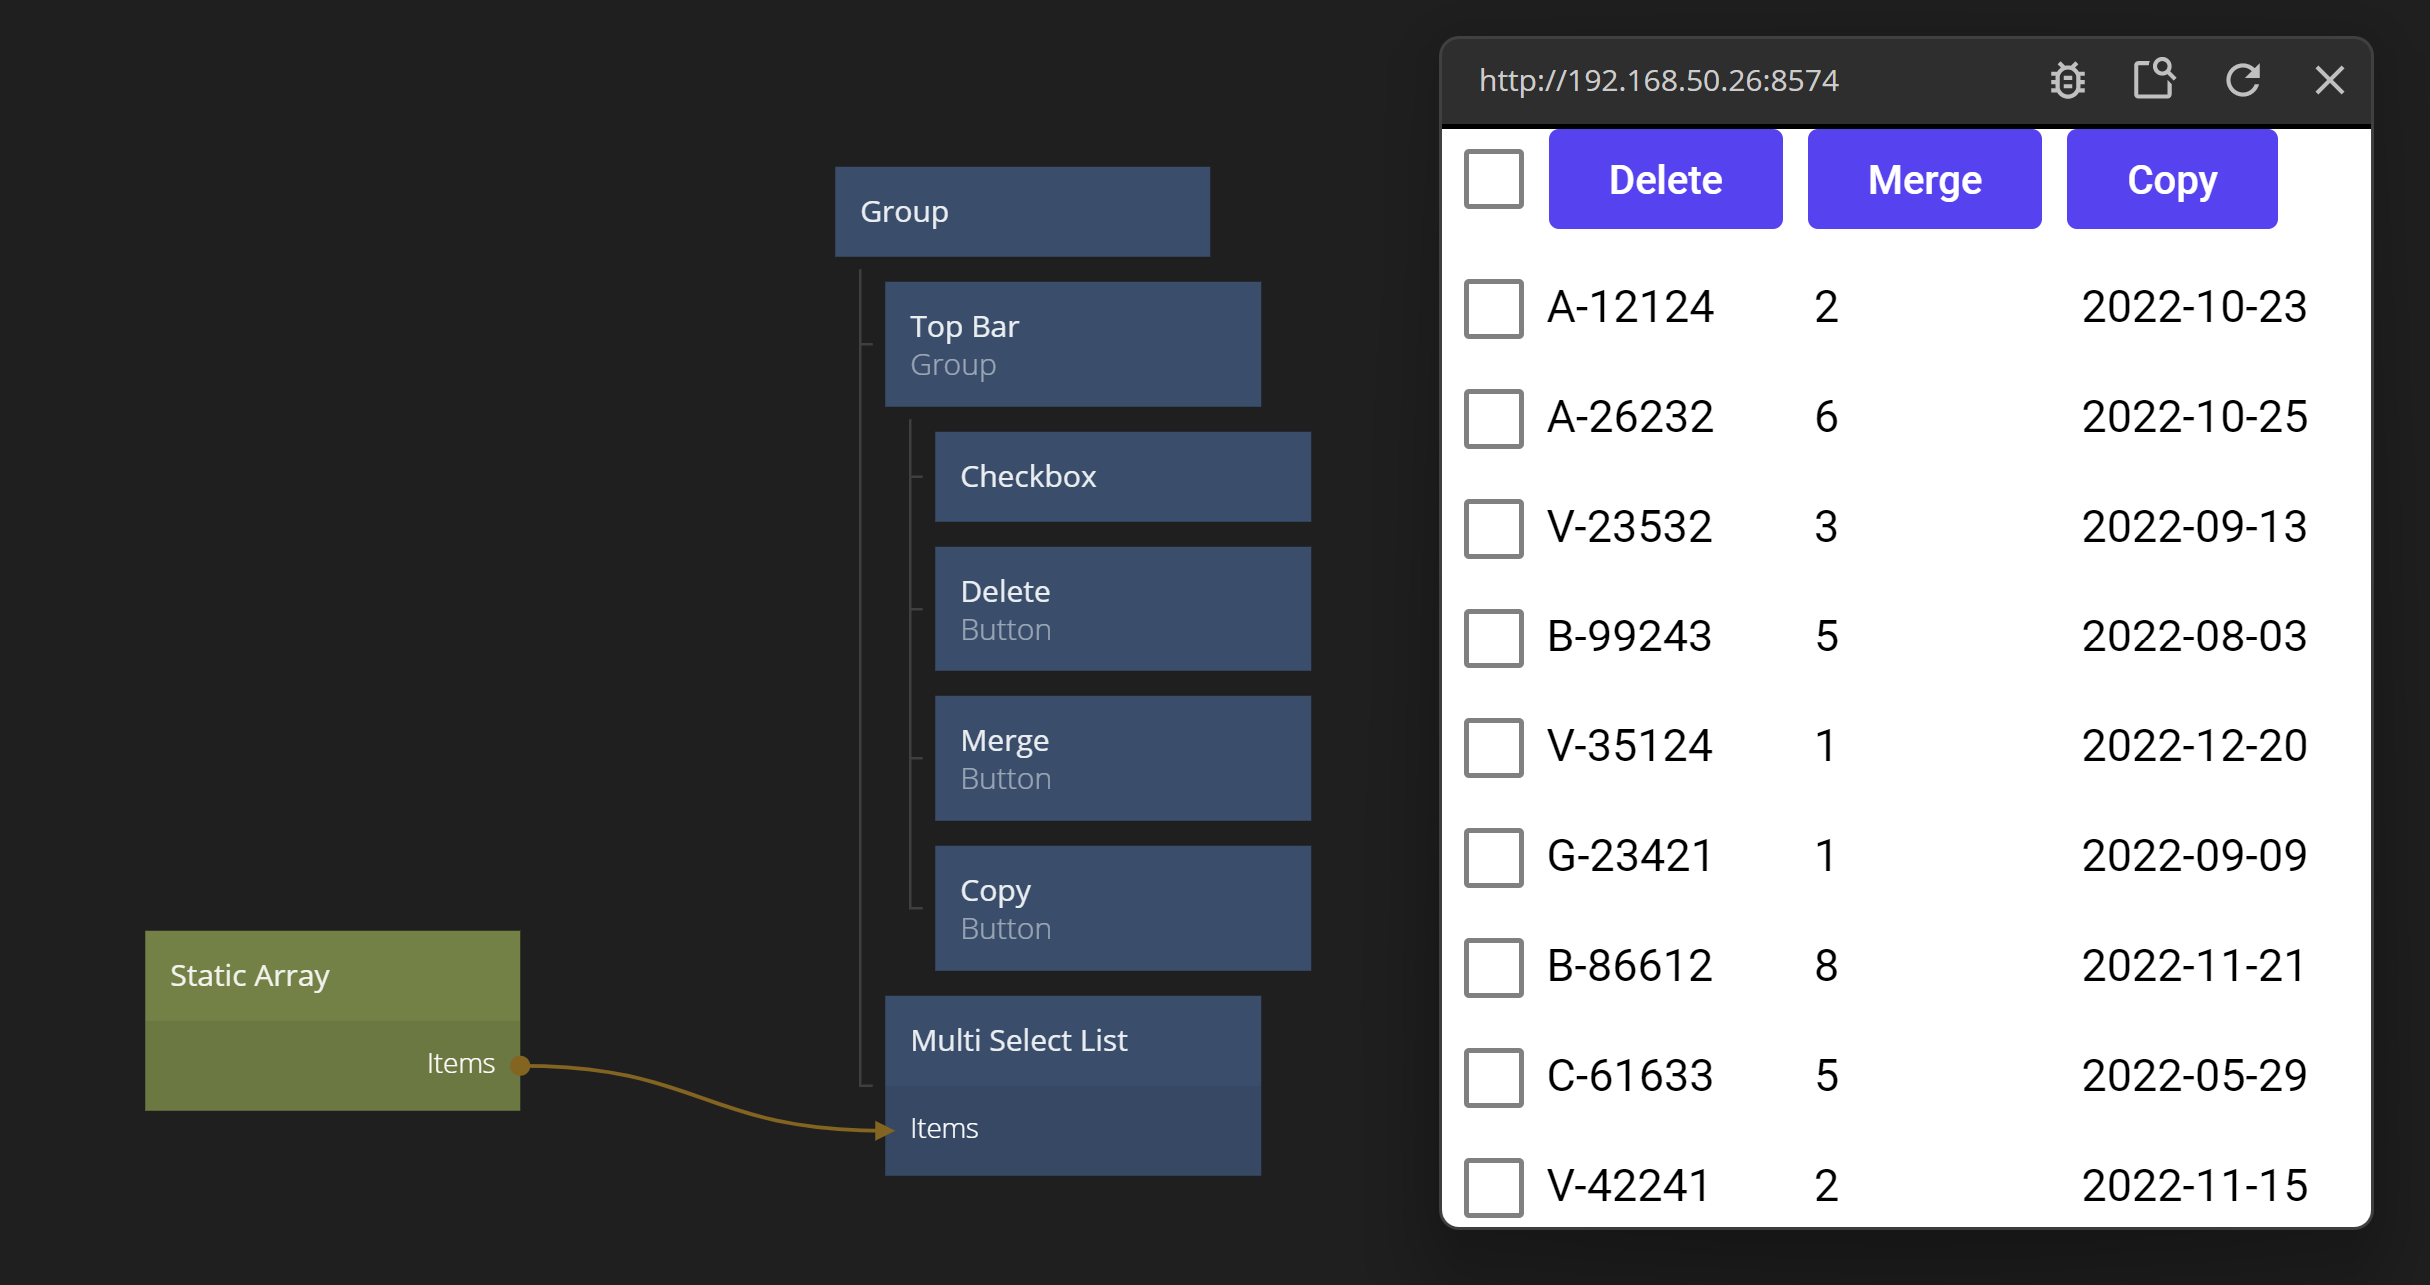 Group
Top Bar
Group
Checkbox
Delete
Button
Merge
Button
Copy
Button
Static Array
Items
Multi Select List
Items
http://192.168.50.26:8574
Delete Merge Copy
A-12124 2 2022-10-23
A-26232 6 2022-10-25
V-23532 3 2022-09-13
B-99243 5 2022-08-03
V-35124 1 2022-12-20
G-23421 1 2022-09-09
B-86612 8 2022-11-21
C-61633 5 2022-05-29
V-42241 2 2022-11-15